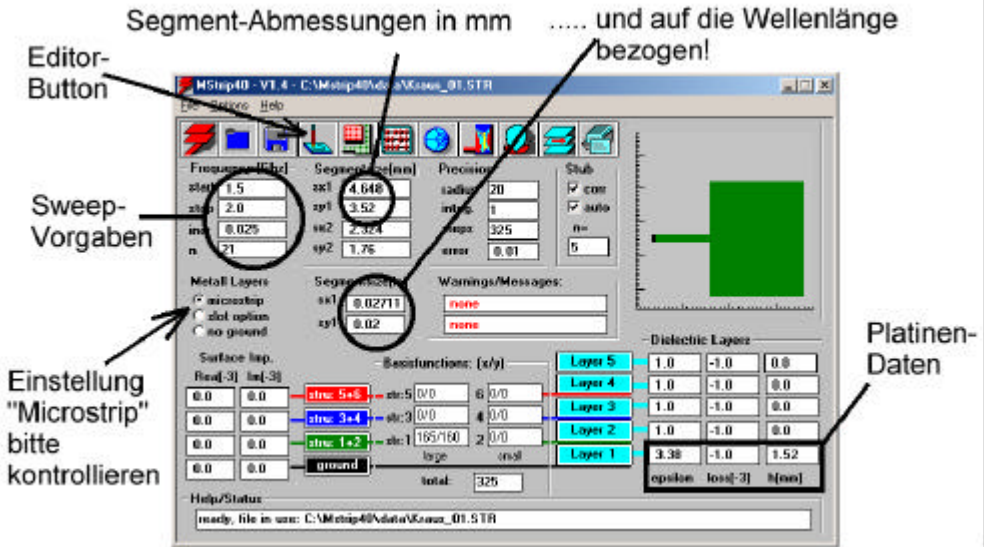 Segment-Abmessungen in mm
..... und auf die Wellenlänge
bezogen!
Editor-
Button
MStrip40 - V1.4 - C:\Mstrip40\data\Kraus_01.STR
File Options Help
Frequency [Ghz]
start 1.5
stop 2.0
inc 0.025
n 21
Segmentsize[mm]
sx1 4.648
sy1 3.52
sx2 2.324
sy2 1.76
Precision
radius 20
integ. 1
steps 325
error 0.01
Stub
corr
auto
n=
5
Sweep-
Vorgaben
Metall Layers
microstrip
slot option
no ground
sx1 0.02711
sy1 0.02
Warnings/Messages:
none
none
Einstellung
"Microstrip"
bitte
kontrollieren
Surface Imp.
Rea[-3] Im[-3]
0.0 0.0
0.0 0.0
0.0 0.0
0.0 0.0
Basisfunctions: (x/y)
struc 5+6 str: 5 0/0 6 0/0
struc 3+4 str: 3 0/0 4 0/0
struc 1+2 str: 1 165/160 2 0/0
ground
large small
total: 325
Platinen-
Daten
Dielectric Layers
Layer 5 1.0 -1.0 0.0
Layer 4 1.0 -1.0 0.0
Layer 3 1.0 -1.0 0.0
Layer 2 1.0 -1.0 0.0
Layer 1 3.38 -1.0 1.52
epsilon loss[-3] h[mm]
Help/Status
ready, file in use: C:\Mstrip40\data\Kraus_01.STR